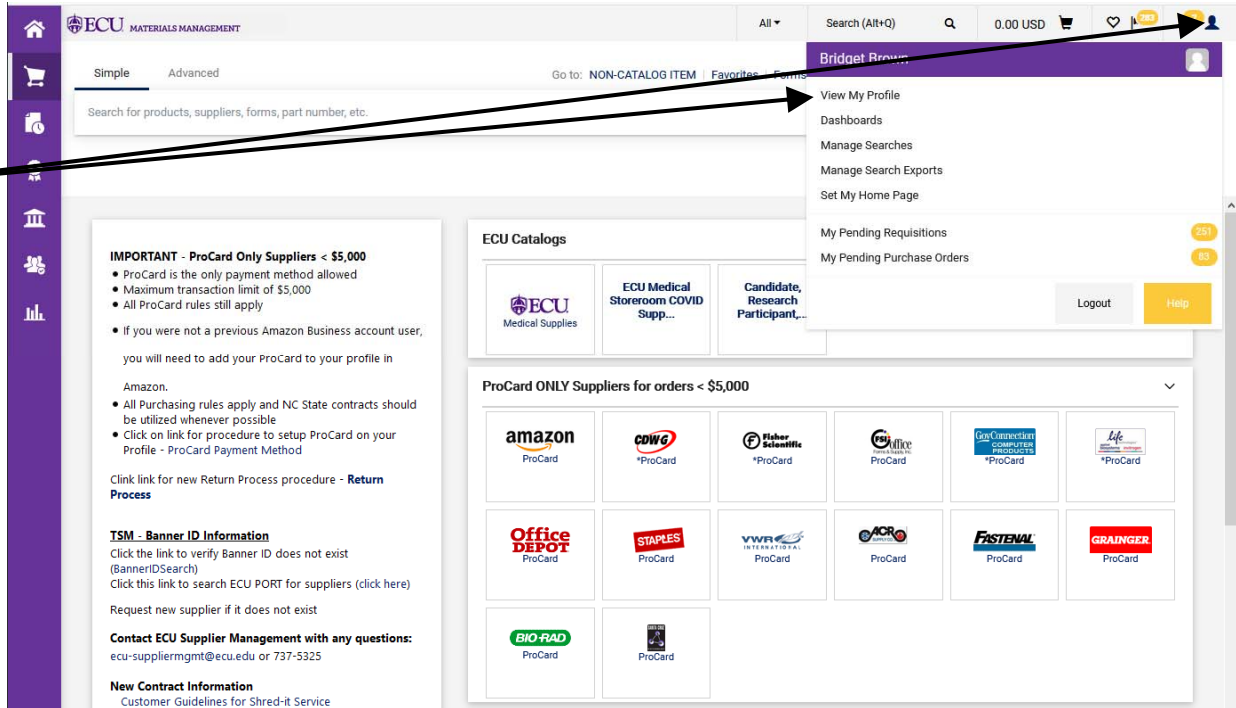 ECU MATERIALS MANAGEMENT
All
Search (Alt+Q)
0.00 USD
Simple
Advanced
Go to: NON-CATALOG ITEM | Favorites Forms
Search for products, suppliers, forms, part number, etc.
Bridget Brown
View My Profile
Dashboards
Manage Searches
Manage Search Exports
Set My Home Page
My Pending Requisitions
251
My Pending Purchase Orders
83
Logout
Help
IMPORTANT - ProCard Only Suppliers < $5,000
• ProCard is the only payment method allowed
• Maximum transaction limit of $5,000
• All ProCard rules still apply
• If you were not a previous Amazon Business account user,
you will need to add your ProCard to your profile in
Amazon.
• All Purchasing rules apply and NC State contracts should
be utilized whenever possible
• Click on link for procedure to setup ProCard on your
Profile - ProCard Payment Method
Clink link for new Return Process procedure - Return
Process
TSM - Banner ID Information
Click the link to verify Banner ID does not exist
(BannerIDSearch)
Click this link to search ECU PORT for suppliers (click here)
Request new supplier if it does not exist
Contact ECU Supplier Management with any questions:
ecu-suppliermgmt@ecu.edu or 737-5325
New Contract Information
Customer Guidelines for Shred-it Service
ECU Catalogs
ECU
Medical Supplies
ECU Medical
Storeroom COVID
Supp...
Candidate,
Research
Participant,...
ProCard ONLY Suppliers for orders < $5,000
amazon
ProCard
CDWG
*ProCard
Fisher
Scientific
*ProCard
FSIoffice
ProCard
GovConnection
COMPUTER
PRODUCTS
*ProCard
life
*ProCard
Office
DEPOT
ProCard
STAPLES
ProCard
VWR
INTERNATIONAL
ProCard
ACR
SUPPLY CO
ProCard
FASTENAL
ProCard
GRAINGER
ProCard
BIO-RAD
ProCard
ProCard